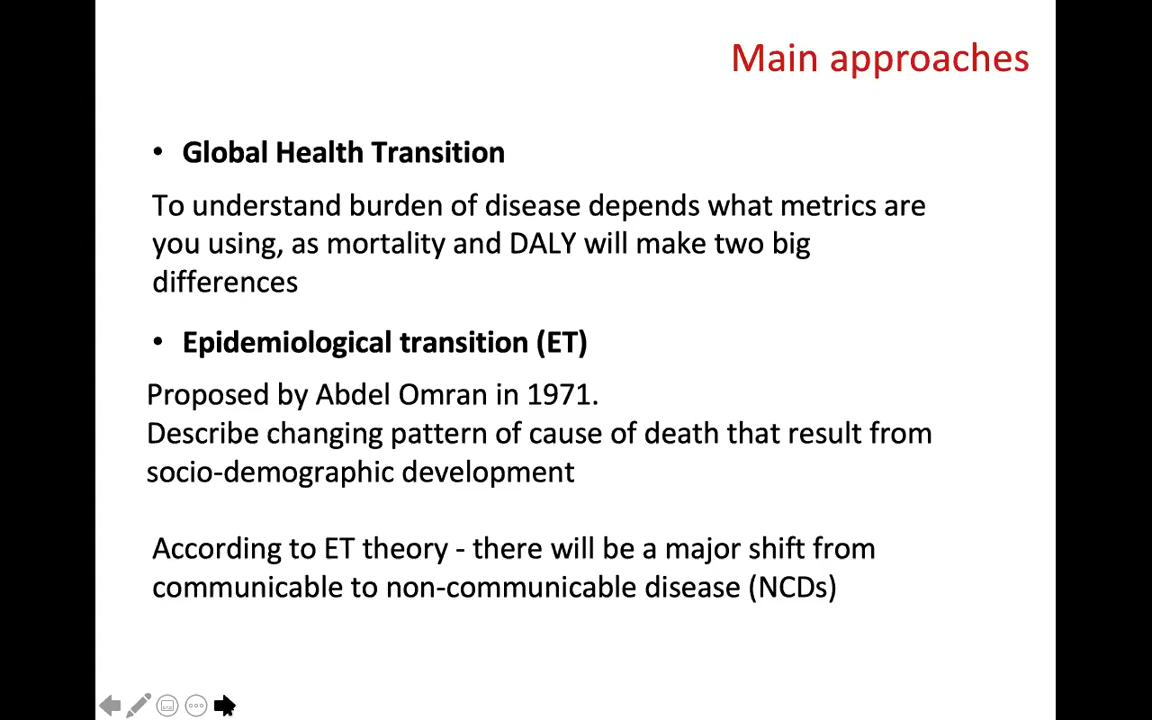 Main approaches
• Global Health Transition
To understand burden of disease depends what metrics are
you using, as mortality and DALY will make two big
differences
• Epidemiological transition (ET)
Proposed by Abdel Omran in 1971.
Describe changing pattern of cause of death that result from
socio-demographic development
According to ET theory - there will be a major shift from
communicable to non-communicable disease (NCDs)